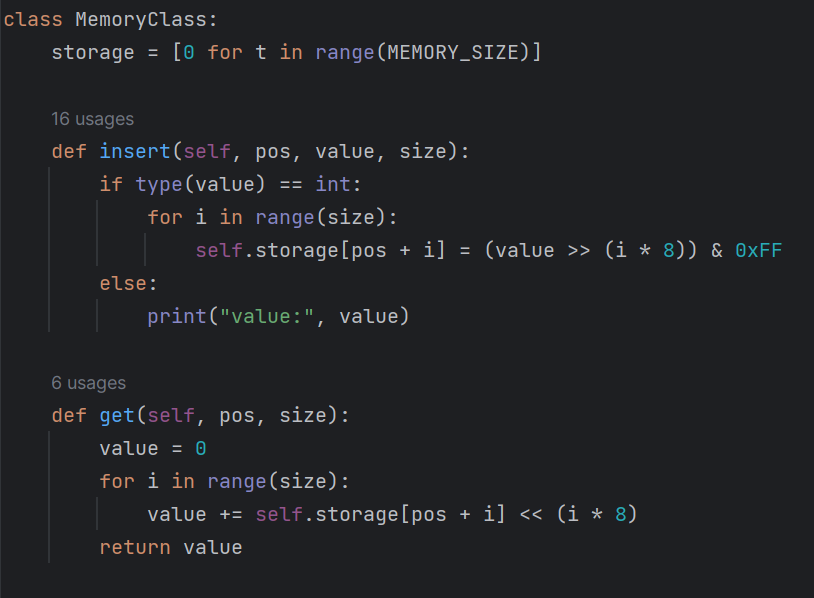 class MemoryClass:
    storage = [0 for t in range(MEMORY_SIZE)]
    16 usages
    def insert(self, pos, value, size):
        if type(value) == int:
            for i in range(size):
                self.storage[pos + i] = (value >> (i * 8)) & 0xFF
        else:
            print("value:", value)
    6 usages
    def get(self, pos, size):
        value = 0
        for i in range(size):
            value += self.storage[pos + i] << (i * 8)
        return value